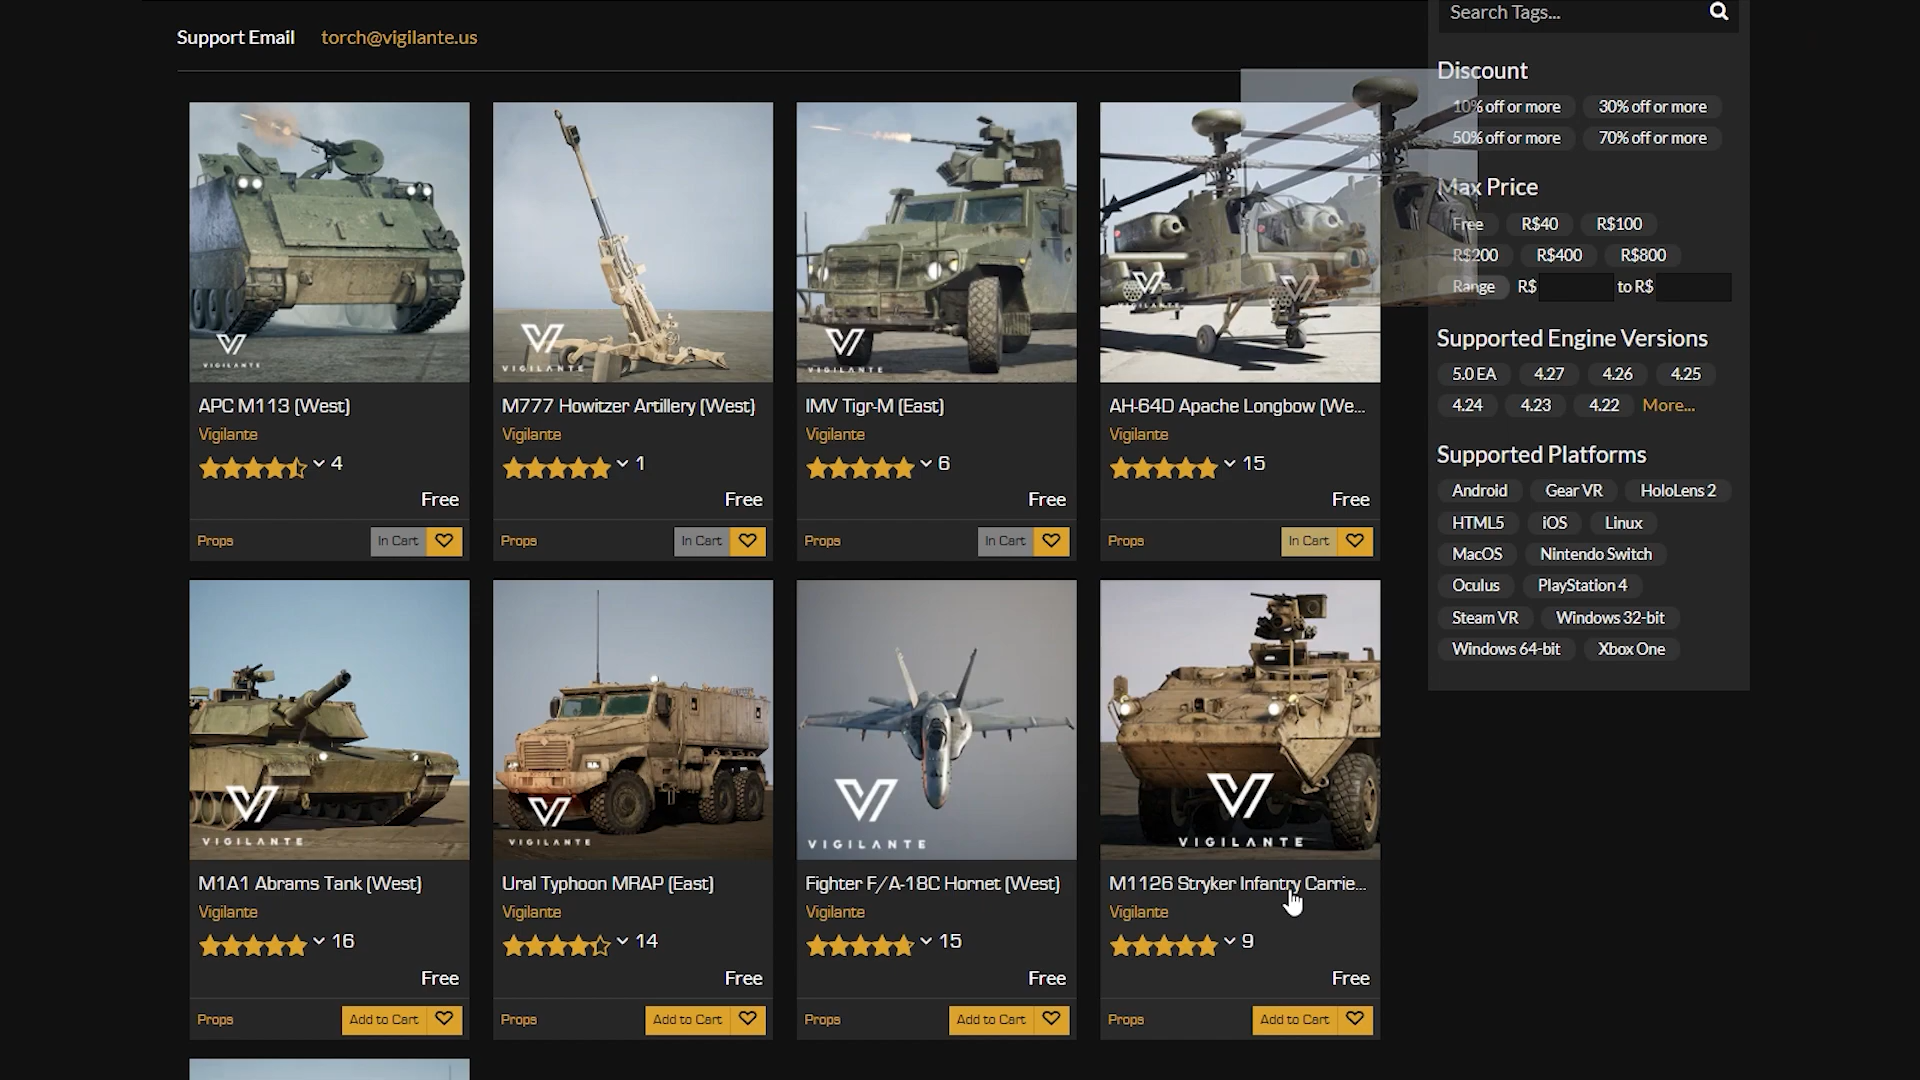 Support Email torch@vigilante.us
Search Tags...
Discount
10% off or more 30% off or more
50% off or more 70% off or more
Max Price
Free R$40 R$100
R$200 R$400 R$800
Range R$ to R$
Supported Engine Versions
5.0 EA 4.27 4.26 4.25
4.24 4.23 4.22 More...
Supported Platforms
Android Gear VR HoloLens 2
HTML5 iOS Linux
MacOS Nintendo Switch
Oculus PlayStation 4
Steam VR Windows 32-bit
Windows 64-bit Xbox One
VIGILANTE
VIGILANTE
VIGILANTE
VIGILANTE
APC M113 (West)
Vigilante
4
Free
Props In Cart
M777 Howitzer Artillery (West)
Vigilante
1
Free
Props In Cart
IMV Tigr-M (East)
Vigilante
6
Free
Props In Cart
AH-64D Apache Longbow (We...
Vigilante
15
Free
Props In Cart
VIGILANTE
VIGILANTE
VIGILANTE
VIGILANTE
M1A1 Abrams Tank (West)
Vigilante
16
Free
Props Add to Cart
Ural Typhoon MRAP (East)
Vigilante
14
Free
Props Add to Cart
Fighter F/A-18C Hornet (West)
Vigilante
15
Free
Props Add to Cart
M1126 Stryker Infantry Carrie...
Vigilante
9
Free
Props Add to Cart